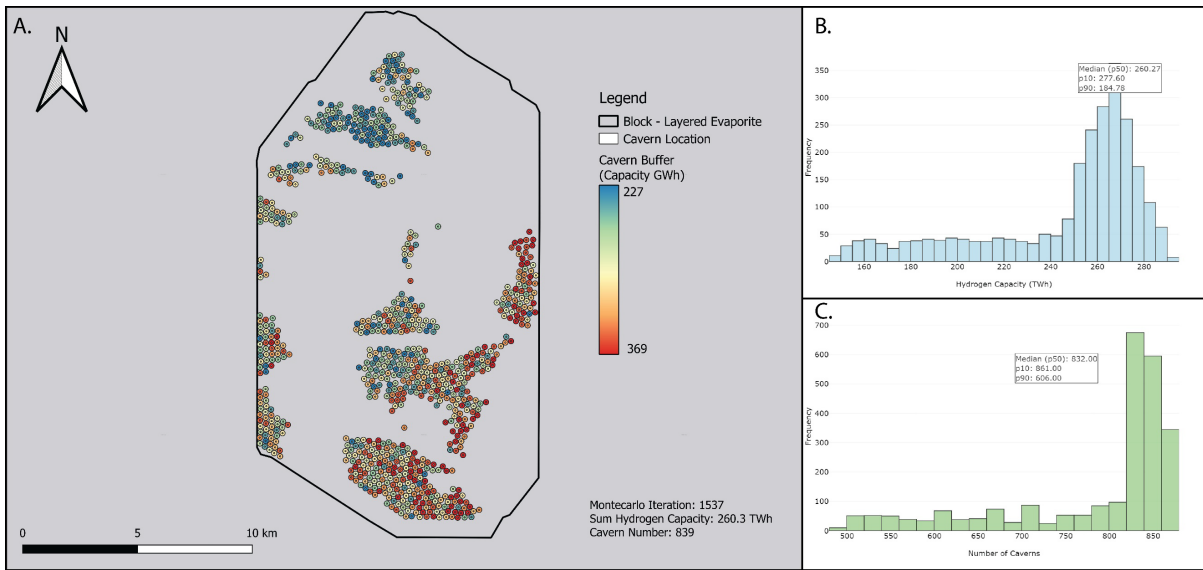 A.
N
Legend
Block - Layered Evaporite
Cavern Location
Cavern Buffer
(Capacity GWh)
227
369
Montecarlo Iteration: 1537
Sum Hydrogen Capacity: 260.3 TWh
Cavern Number: 839
0 5 10 km
B.
Median (p50): 260.27
p10: 277.60
p90: 184.78
350
300
250
200
150
100
50
0
Frequency
160 180 200 220 240 260 280
Hydrogen Capacity (TWh)
C.
Median (p50): 832.00
p10: 861.00
p90: 606.00
700
600
500
400
300
200
100
0
Frequency
500 550 600 650 700 750 800 850
Number of Caverns